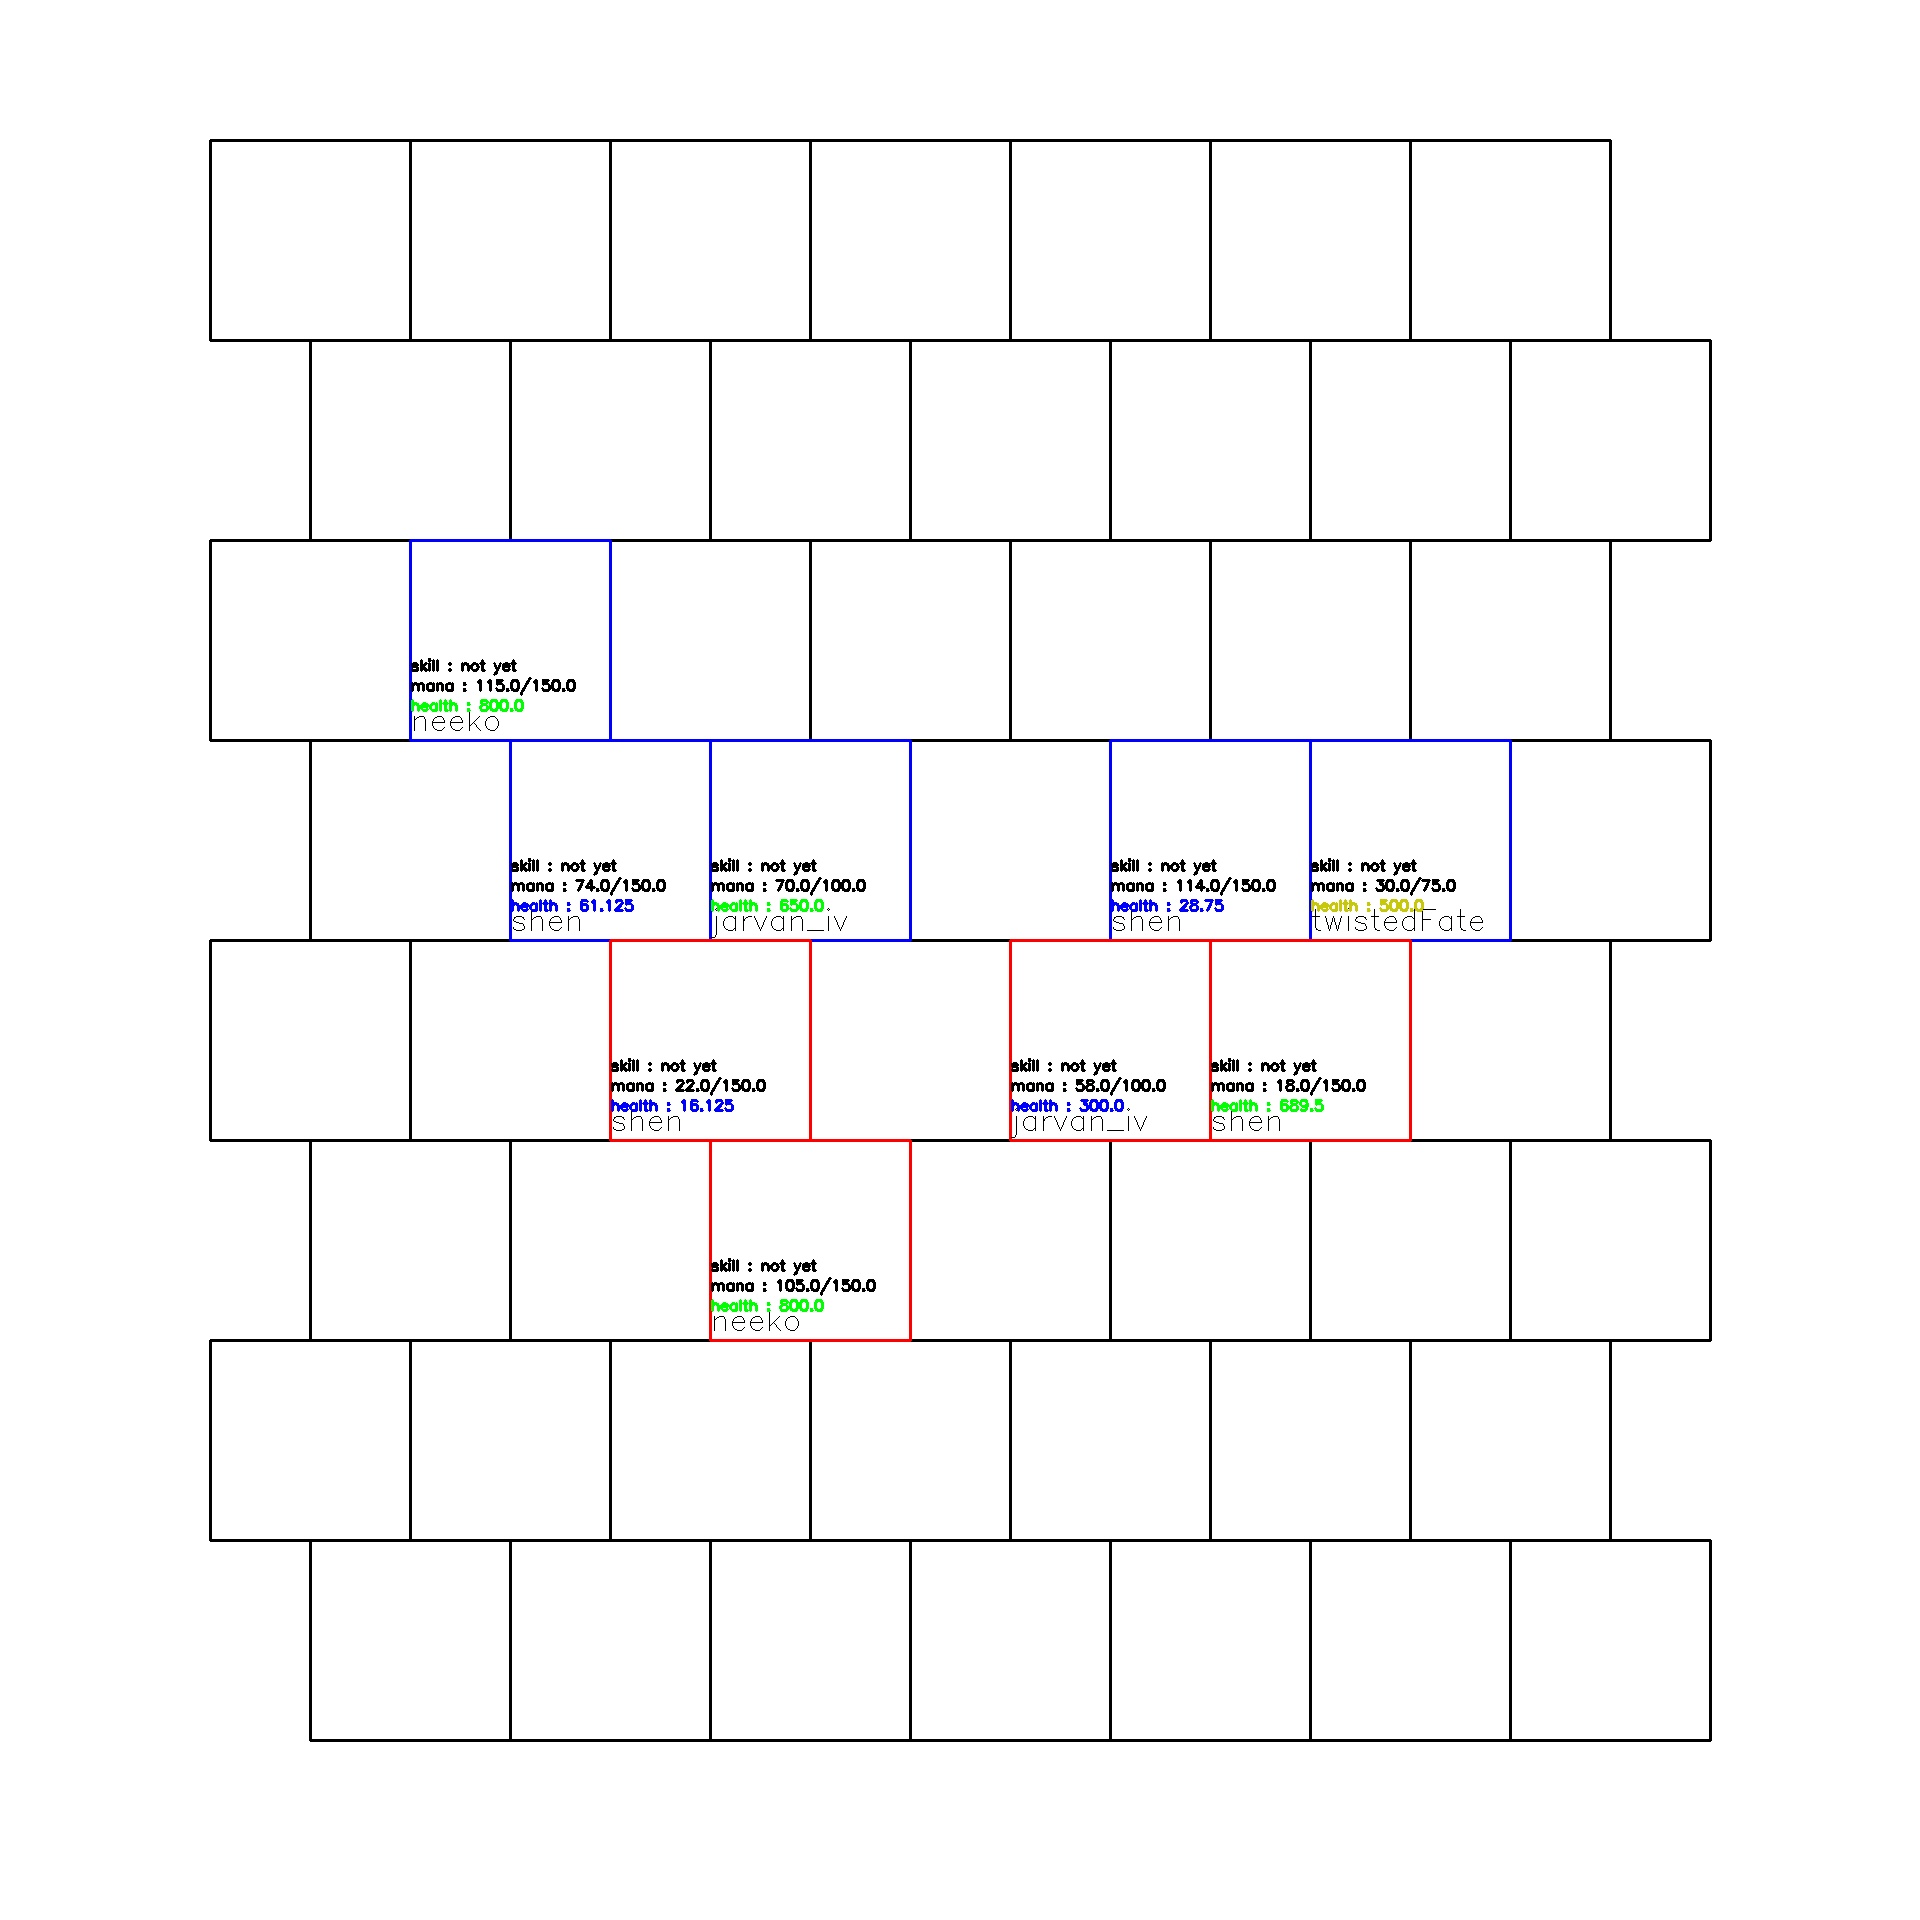 skill : not yet
mana : 115.0/150.0
health : 800.0
neeko
skill : not yet
mana : 74.0/150.0
health : 61.125
shen
skill : not yet
mana : 70.0/100.0
health : 650.0
jarvan_iv
skill : not yet
mana : 114.0/150.0
health : 28.75
shen
skill : not yet
mana : 30.0/75.0
health : 500.0
twistedFate
skill : not yet
mana : 22.0/150.0
health : 16.125
shen
skill : not yet
mana : 58.0/100.0
health : 300.0
jarvan_iv
skill : not yet
mana : 18.0/150.0
health : 689.5
shen
skill : not yet
mana : 105.0/150.0
health : 800.0
neeko